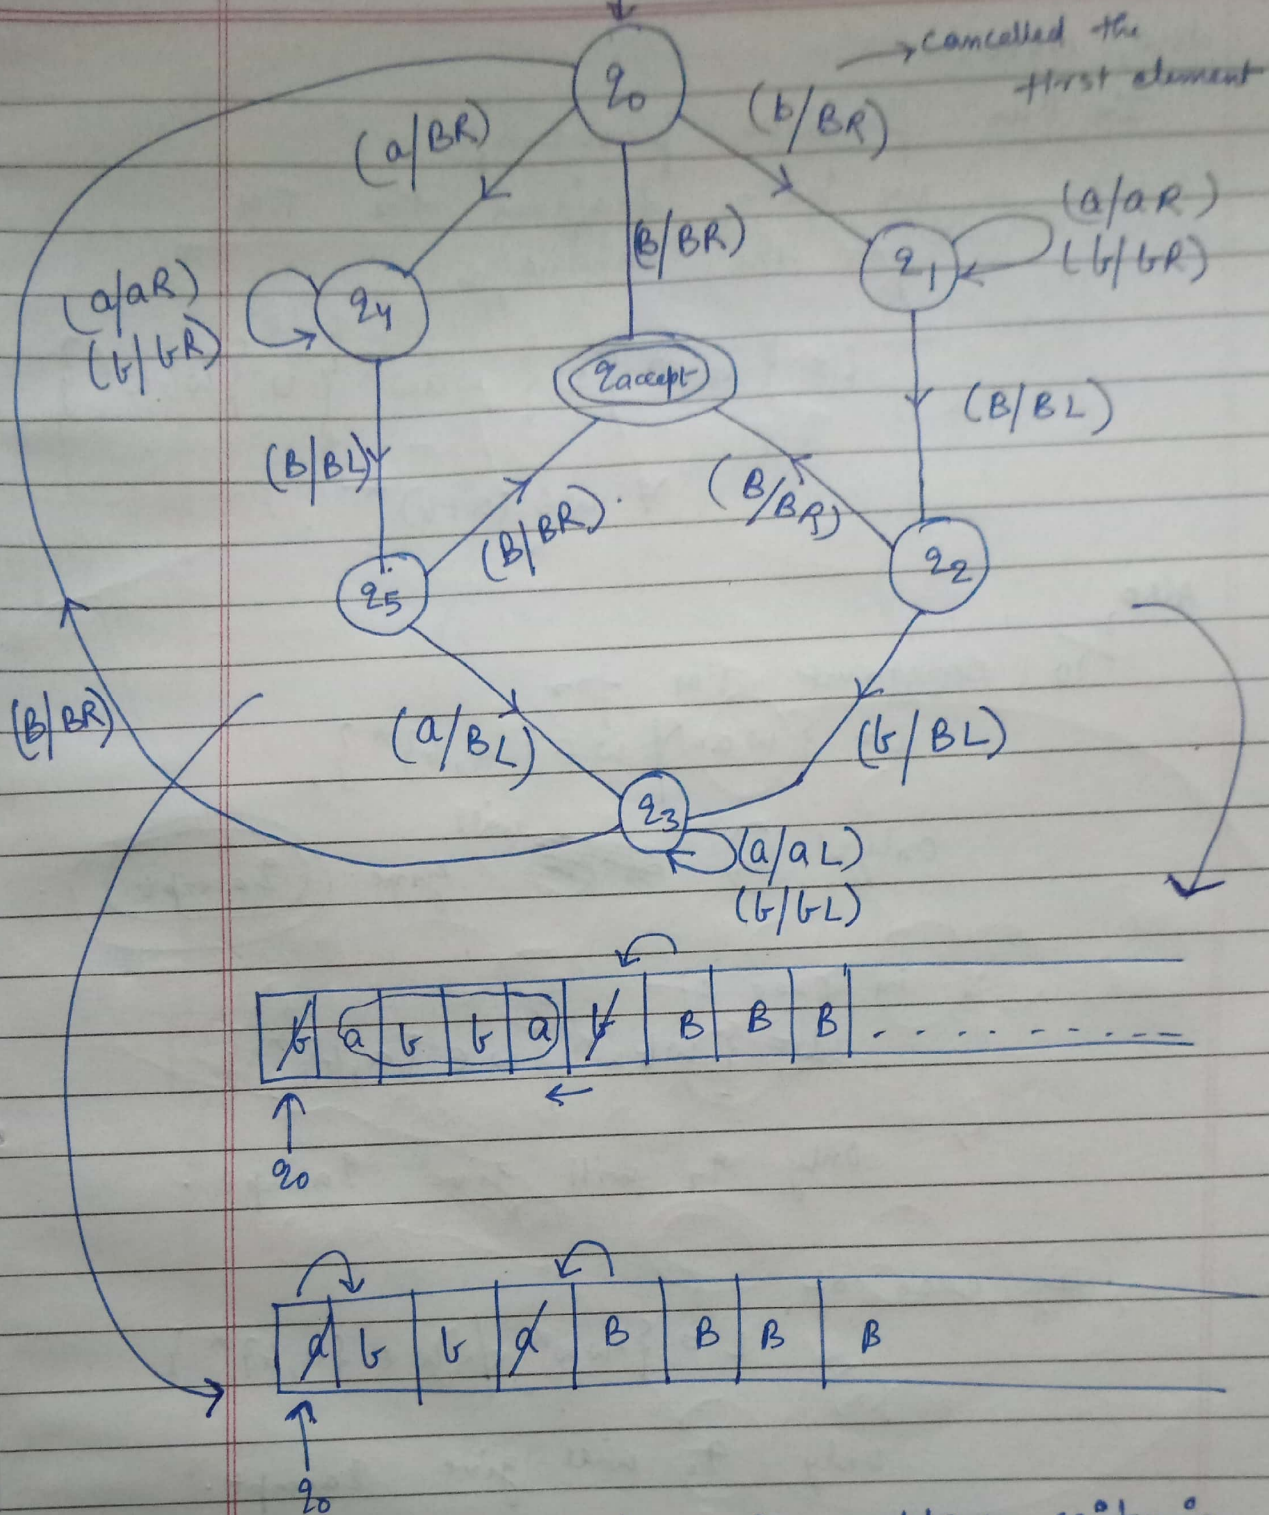 q0
cancelled the
first element
(a/BR)
(b/BR)
(B/BR)
(a/aR)
(b/bR)
q1
(a/aR)
(b/bR)
q4
qaccept
(B/BL)
(B/BL)
(B/BR)
(B/BR)
q5
q2
(B/BR)
(a/BL)
(b/BL)
q3
(a/aL)
(b/bL)
b a b b a b B B B
q0
a b b a B B B B
q0